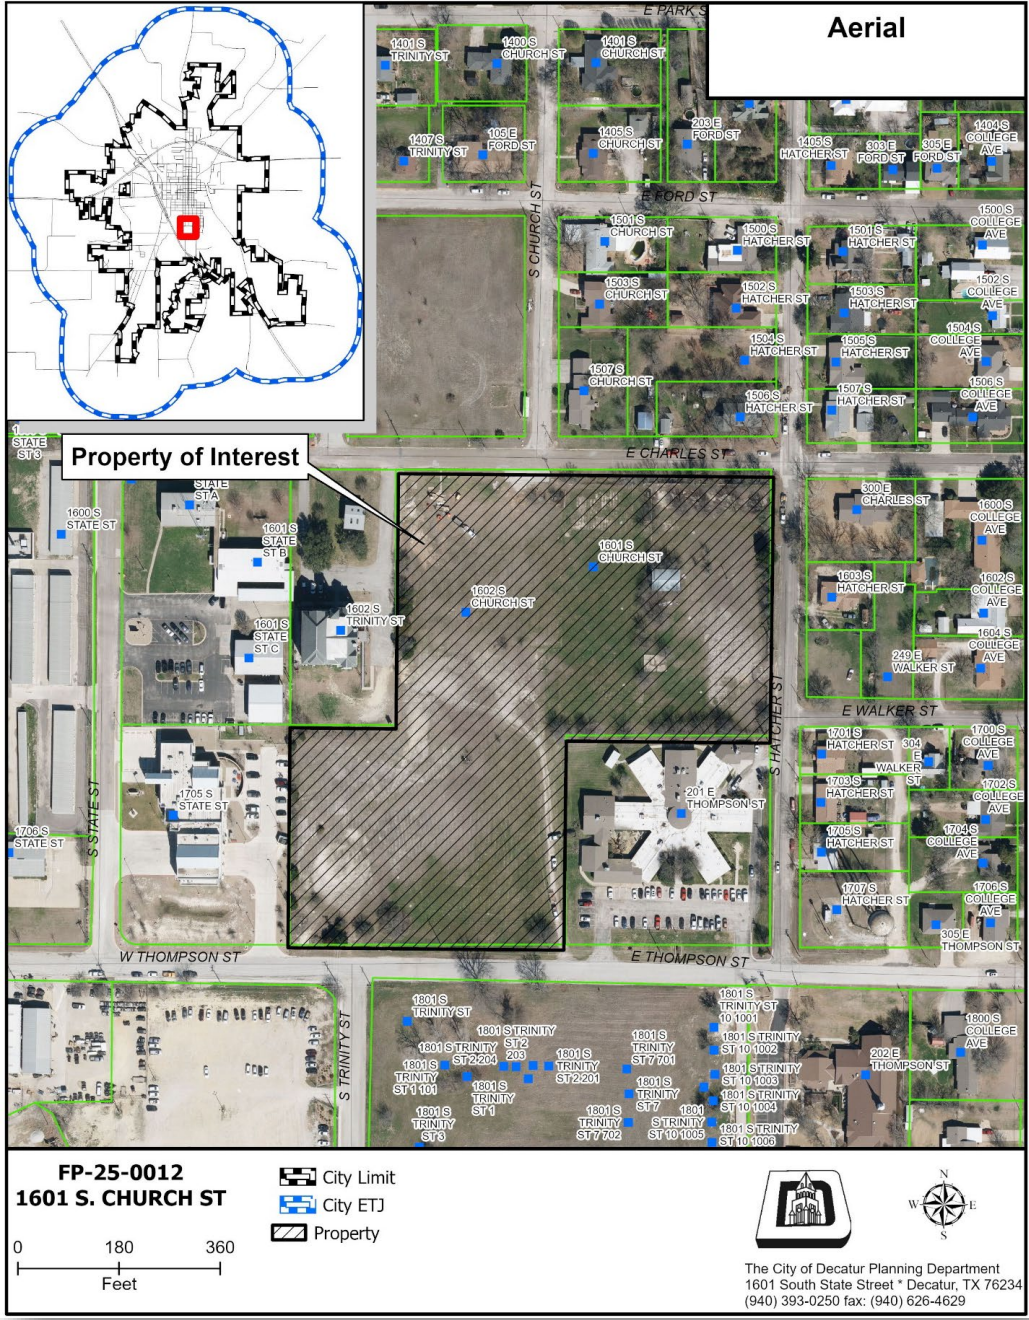 Aerial
E PARK S
1401 S
TRINITY ST
1400 S
CHURCH ST
1401 S
CHURCH ST
1407 S
TRINITY ST
105 E
FORD ST
1405 S
CHURCH ST
203 E
FORD ST
1405 S
HATCHER ST
303 E
FORD ST
305 E
FORD ST
1404 S
COLLEGE
AVE
E FORD ST
S CHURCH ST
1501 S
CHURCH ST
1500 S
HATCHER ST
1501 S
HATCHER ST
1500 S
COLLEGE
AVE
1503 S
CHURCH ST
1502 S
HATCHER ST
1503 S
HATCHER ST
1502 S
COLLEGE
AVE
1504 S
HATCHER ST
1505 S
HATCHER ST
1504 S
COLLEGE
AVE
1507 S
CHURCH ST
1506 S
HATCHER ST
1507 S
HATCHER ST
1506 S
COLLEGE
AVE
STATE
ST 3
Property of Interest
E CHARLES ST
STATE
ST A
1600 S
STATE ST
1601 S
STATE
ST B
1601 S
CHURCH ST
300 E
CHARLES ST
1600 S
COLLEGE
AVE
1602 S
CHURCH ST
1602 S
TRINITY ST
1601 S
STATE
ST C
1603 S
HATCHER ST
1602 S
COLLEGE
AVE
1604 S
COLLEGE
AVE
249 E
WALKER ST
E WALKER ST
S HATCHER ST
1701 S
HATCHER ST
304
E
WALKER
ST
1700 S
COLLEGE
AVE
1703 S
HATCHER ST
1702 S
COLLEGE
AVE
1705 S
STATE ST
201 E
THOMPSON ST
S STATE ST
1706 S
STATE ST
1705 S
HATCHER ST
1704 S
COLLEGE
AVE
1707 S
HATCHER ST
1706 S
COLLEGE
AVE
305 E
THOMPSON ST
W THOMPSON ST
E THOMPSON ST
S TRINITY ST
1801 S
TRINITY ST
1801 S TRINITY
ST 2
203
1801 S TRINITY
ST 2 204
1801 S
TRINITY
ST 1 101
1801 S
TRINITY
ST 1
1801 S
TRINITY
ST 2 201
1801 S
TRINITY
ST 3
1801 S
TRINITY
ST 7 701
1801 S
TRINITY
ST 7
1801 S
TRINITY
ST 7 702
1801 S
TRINITY ST
10 1001
1801 S TRINITY
ST 10 1002
1801 S TRINITY
ST 10 1003
1801 S TRINITY
ST 10 1004
1801
S TRINITY
ST 10 1005
1801 S TRINITY
ST 10 1006
202 E
THOMPSON ST
1800 S
COLLEGE
AVE
FP-25-0012
1601 S. CHURCH ST
0 180 360
Feet
City Limit
City ETJ
Property
N
W E
S
The City of Decatur Planning Department
1601 South State Street * Decatur, TX 76234
(940) 393-0250 fax: (940) 626-4629